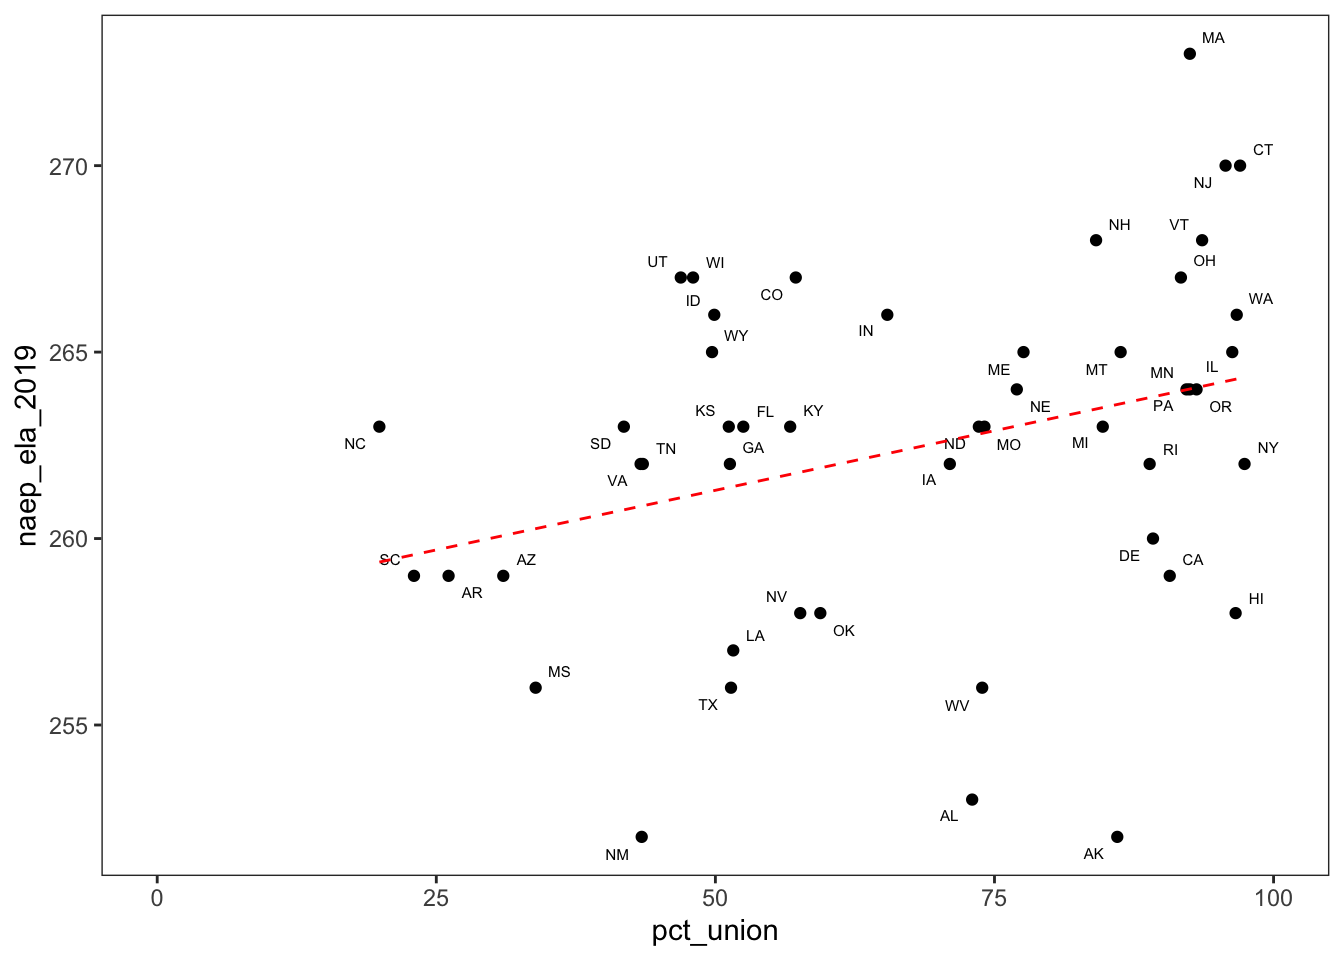 MA
270
CT
NJ
NH
VT
UT
WI
OH
ID
CO
WA
IN
WY
265
naep_ela_2019
ME
MT
MN
IL
NE
PA
OR
KS
FL
KY
NC
SD
TN
GA
ND
MO
MI
RI
NY
VA
IA
260
SC
AZ
DE
CA
AR
NV
HI
OK
LA
MS
TX
WV
255
AL
NM
AK
0
25
50
75
100
pct_union